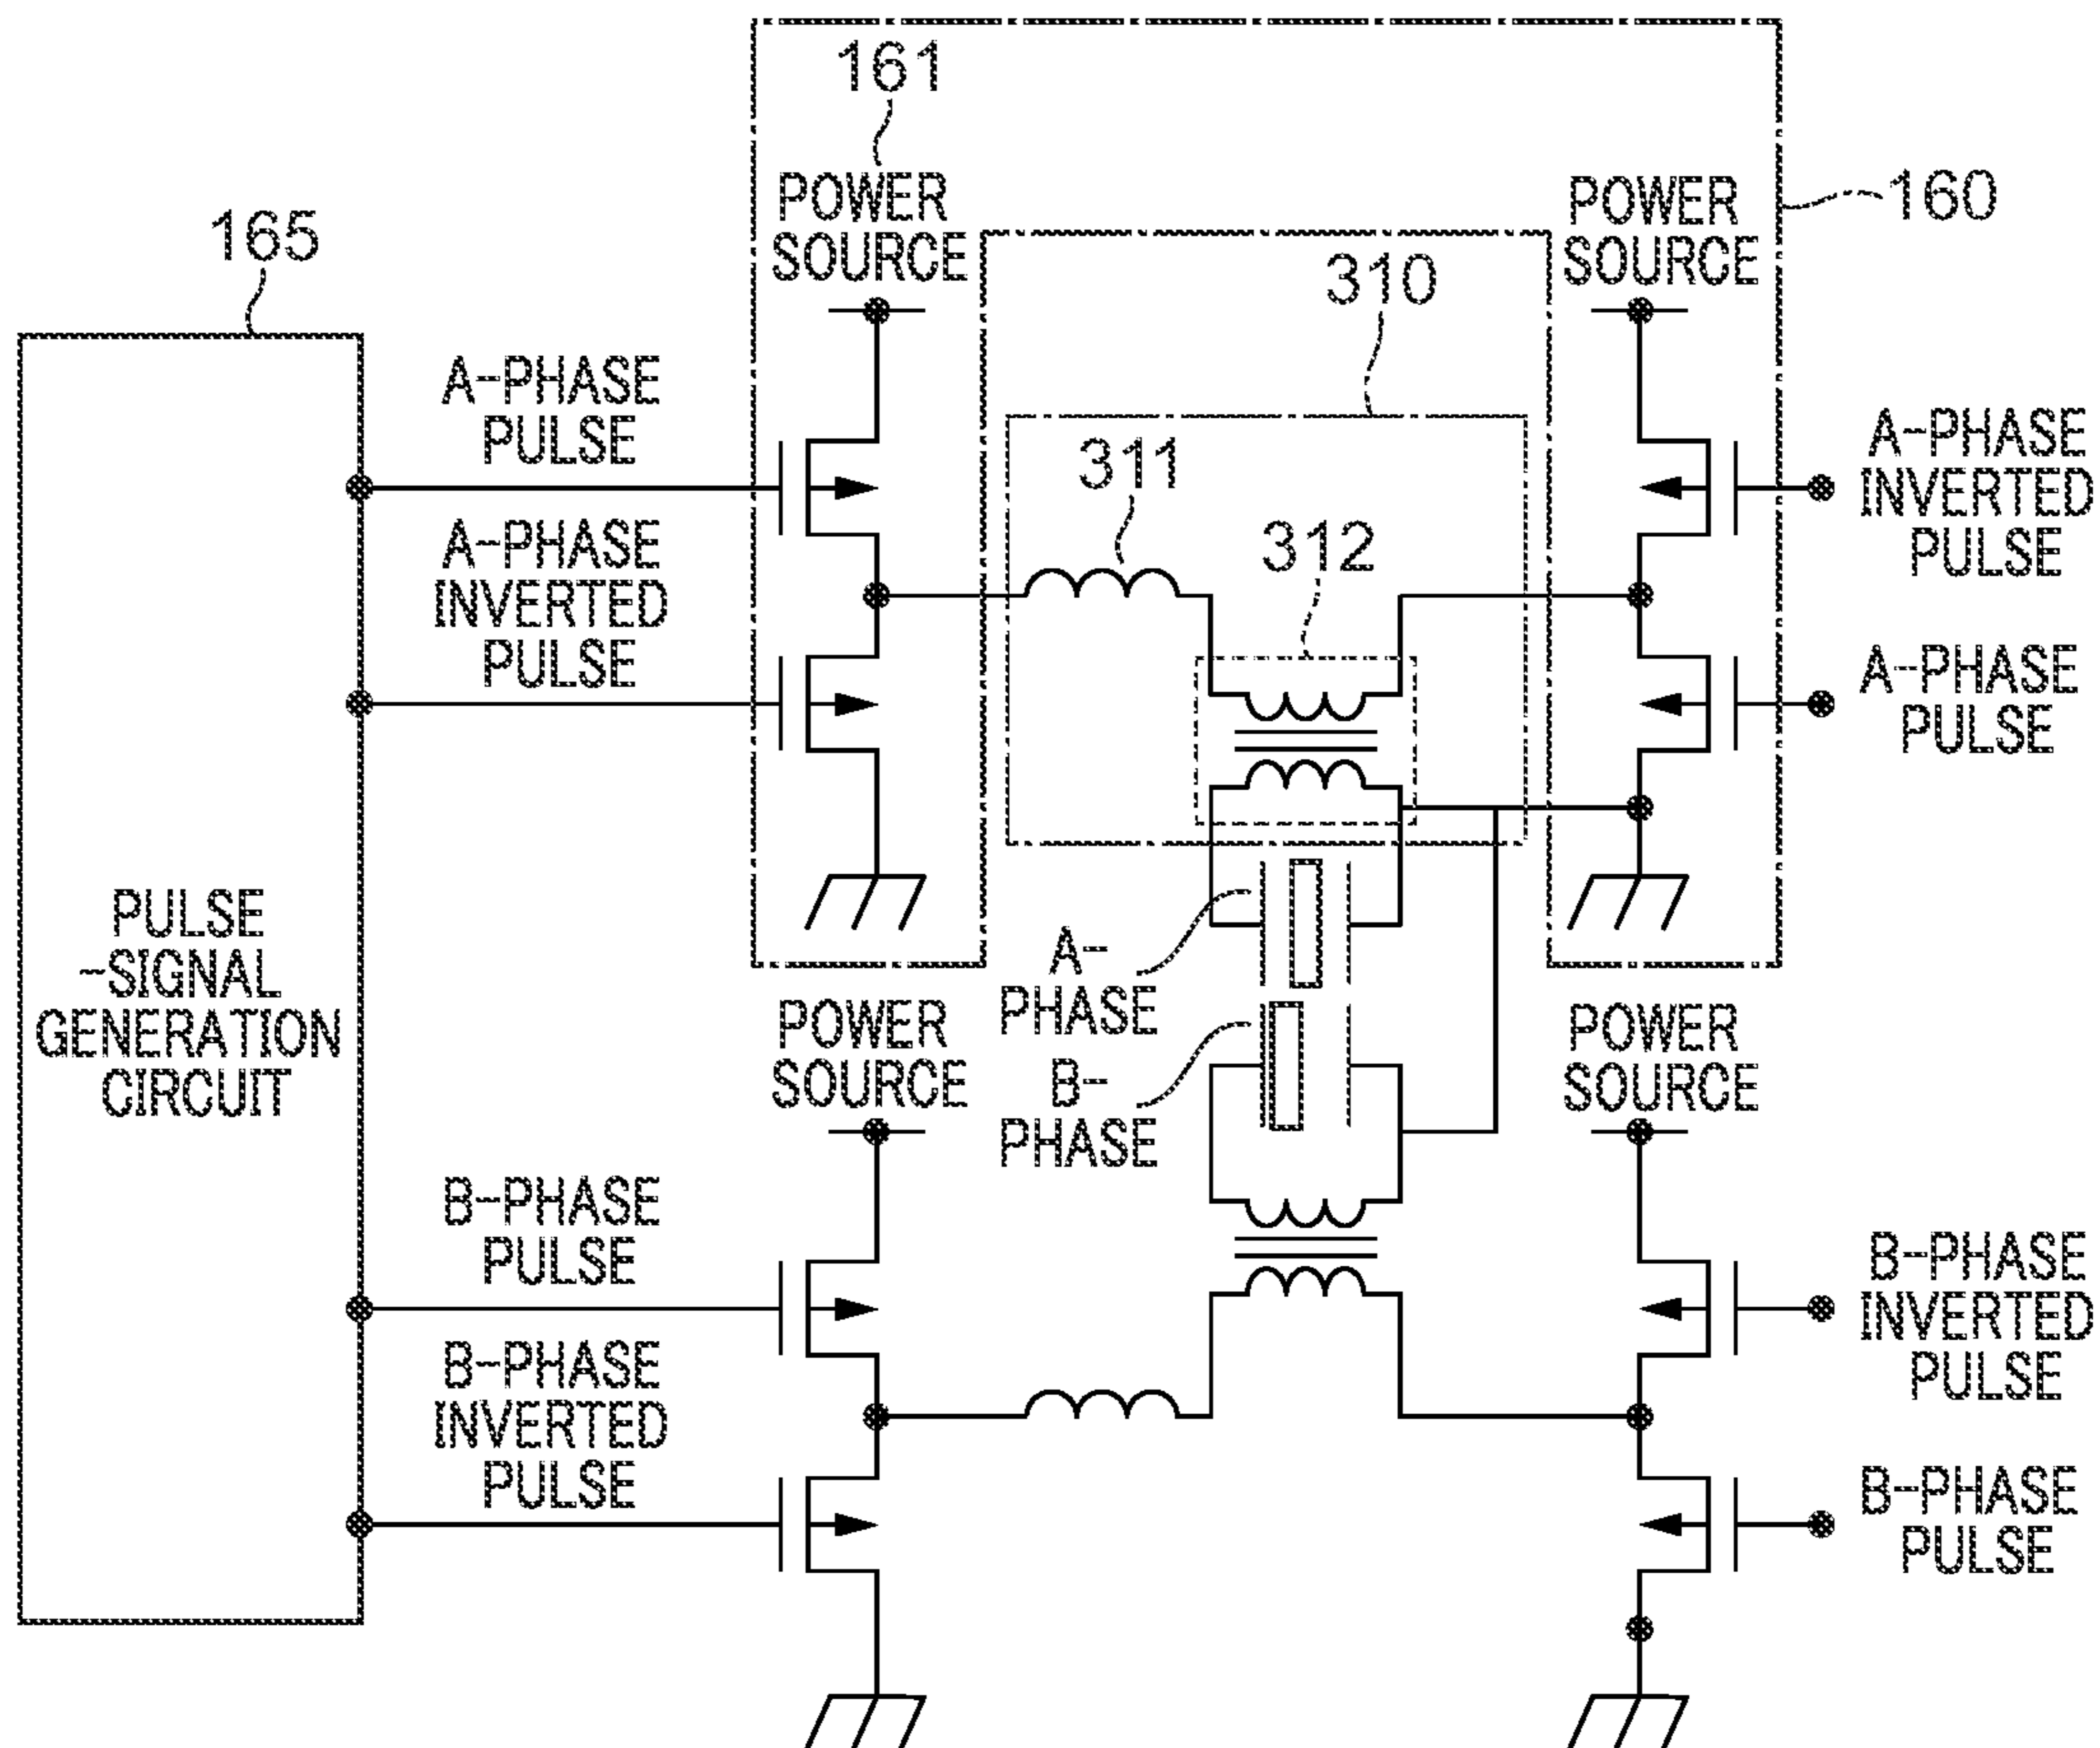 161
POWER
SOURCE
POWER
SOURCE
160
165
310
A-PHASE
PULSE
311
A-PHASE
INVERTED
PULSE
A-PHASE
INVERTED
PULSE
312
A-PHASE
PULSE
PULSE
-SIGNAL
GENERATION
CIRCUIT
A-
PHASE
B-
PHASE
POWER
SOURCE
POWER
SOURCE
B-PHASE
PULSE
B-PHASE
INVERTED
PULSE
B-PHASE
INVERTED
PULSE
B-PHASE
PULSE